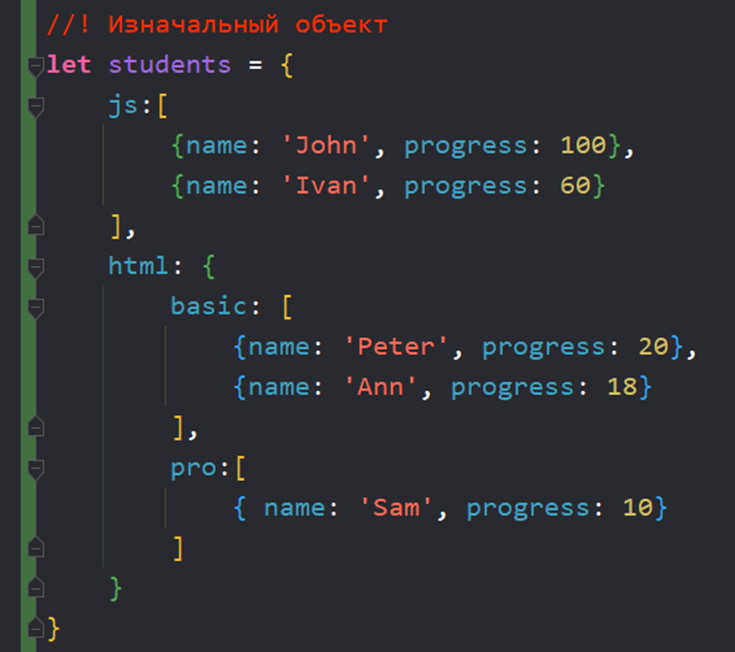 //! Изначальный объект
let students = {
    js:[
        {name: 'John', progress: 100},
        {name: 'Ivan', progress: 60}
    ],
    html: {
        basic: [
            {name: 'Peter', progress: 20},
            {name: 'Ann', progress: 18}
        ],
        pro:[
            { name: 'Sam', progress: 10}
        ]
    }
}